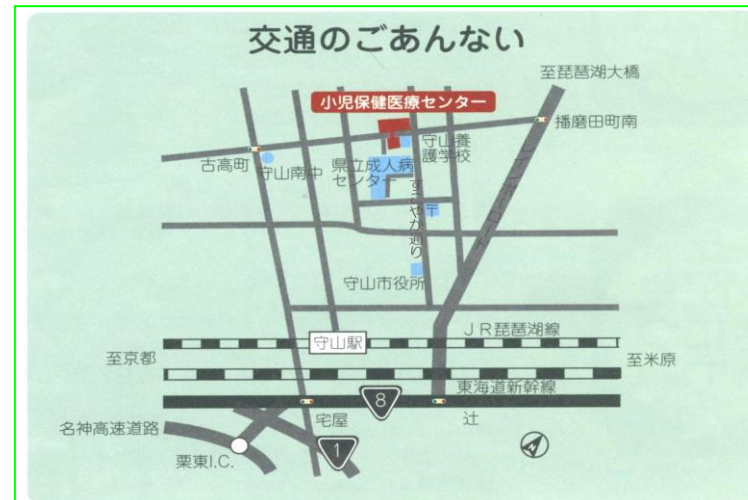 交通のごあんない
至琵琶湖大橋
小児保健医療センター
播磨田町南
古高町
守山南中
県立成人病
センター
守山養
護学校
すこやか通り
レインボーロード
〒
守山市役所
JR琵琶湖線
守山駅
至京都
至米原
東海道新幹線
8
宅屋
辻
名神高速道路
栗東I.C.
1